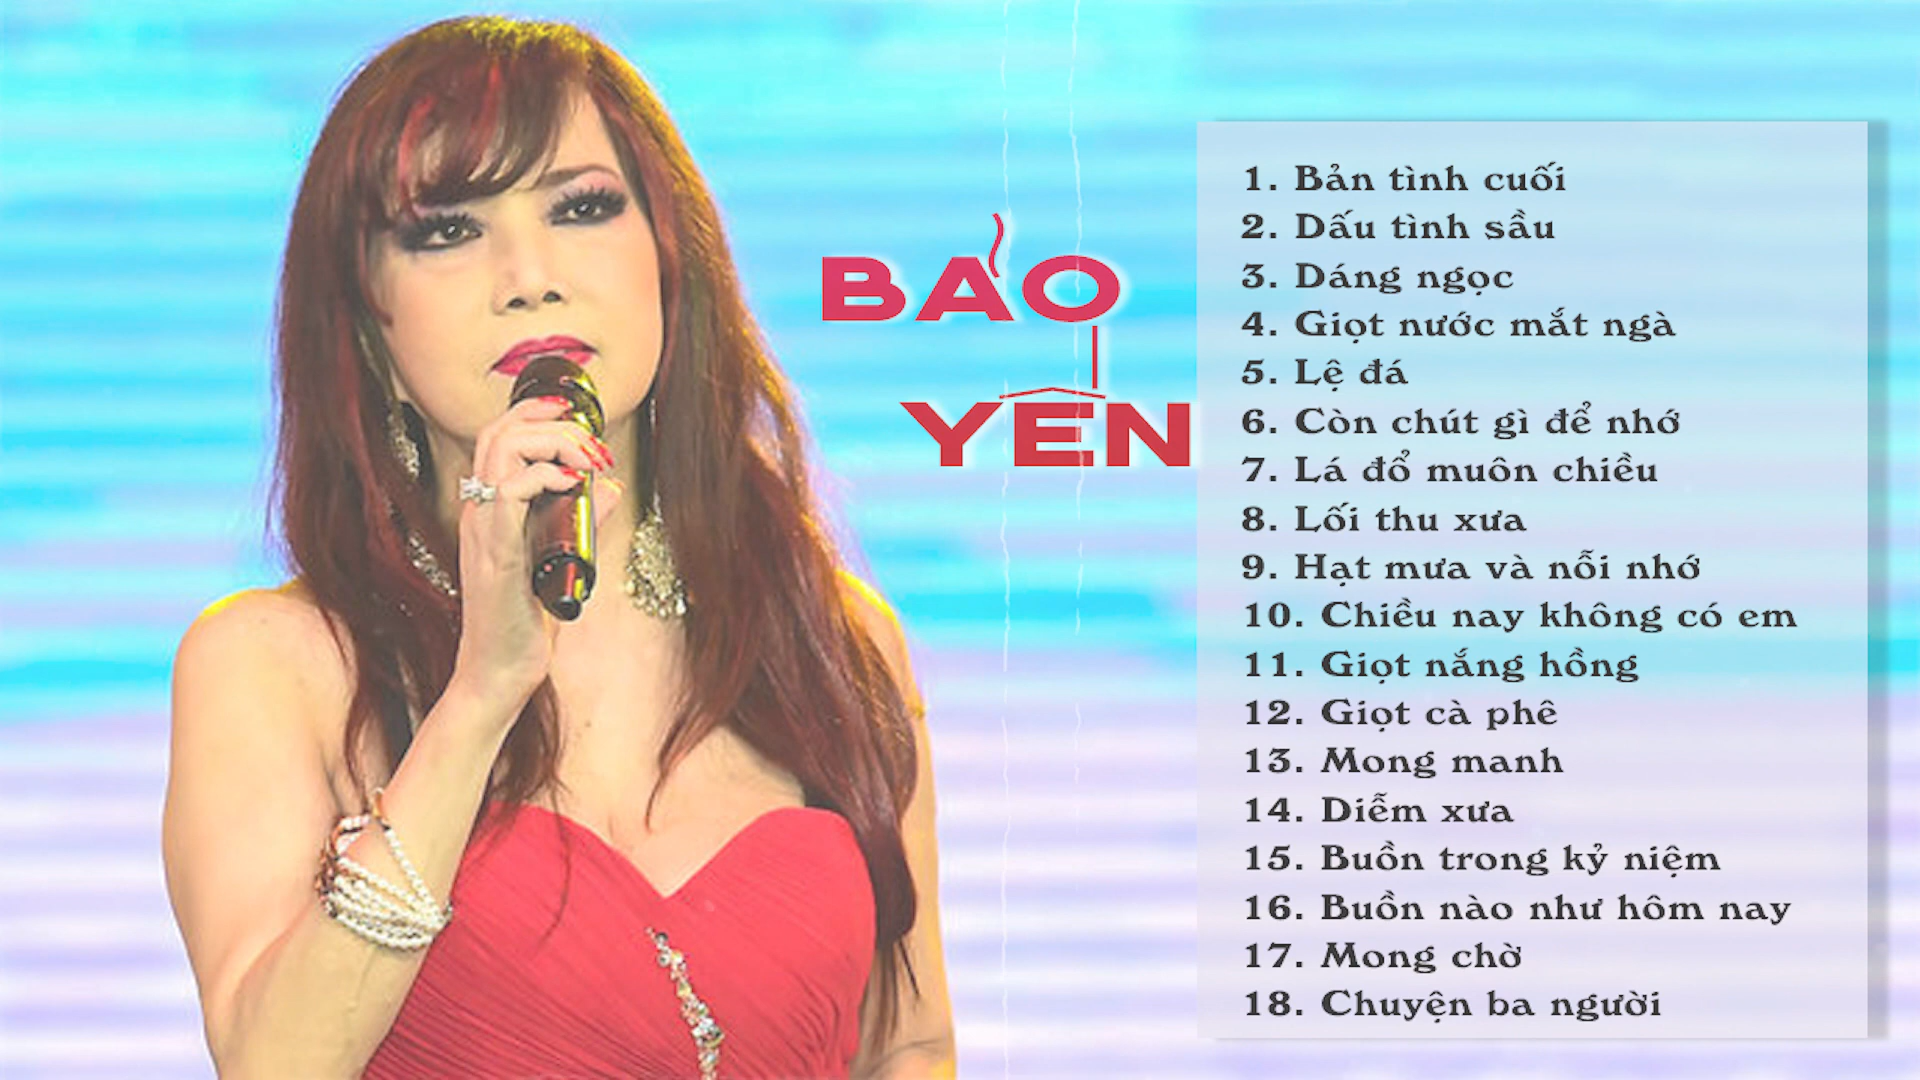 BẢO
YÊN
1. Bản tình cuối
2. Dấu tình sầu
3. Dáng ngọc
4. Giọt nước mắt ngà
5. Lệ đá
6. Còn chút gì để nhớ
7. Lá đổ muôn chiều
8. Lối thu xưa
9. Hạt mưa và nỗi nhớ
10. Chiều nay không có em
11. Giọt nắng hồng
12. Giọt cà phê
13. Mong manh
14. Diễm xưa
15. Buồn trong kỷ niệm
16. Buồn nào như hôm nay
17. Mong chờ
18. Chuyện ba người